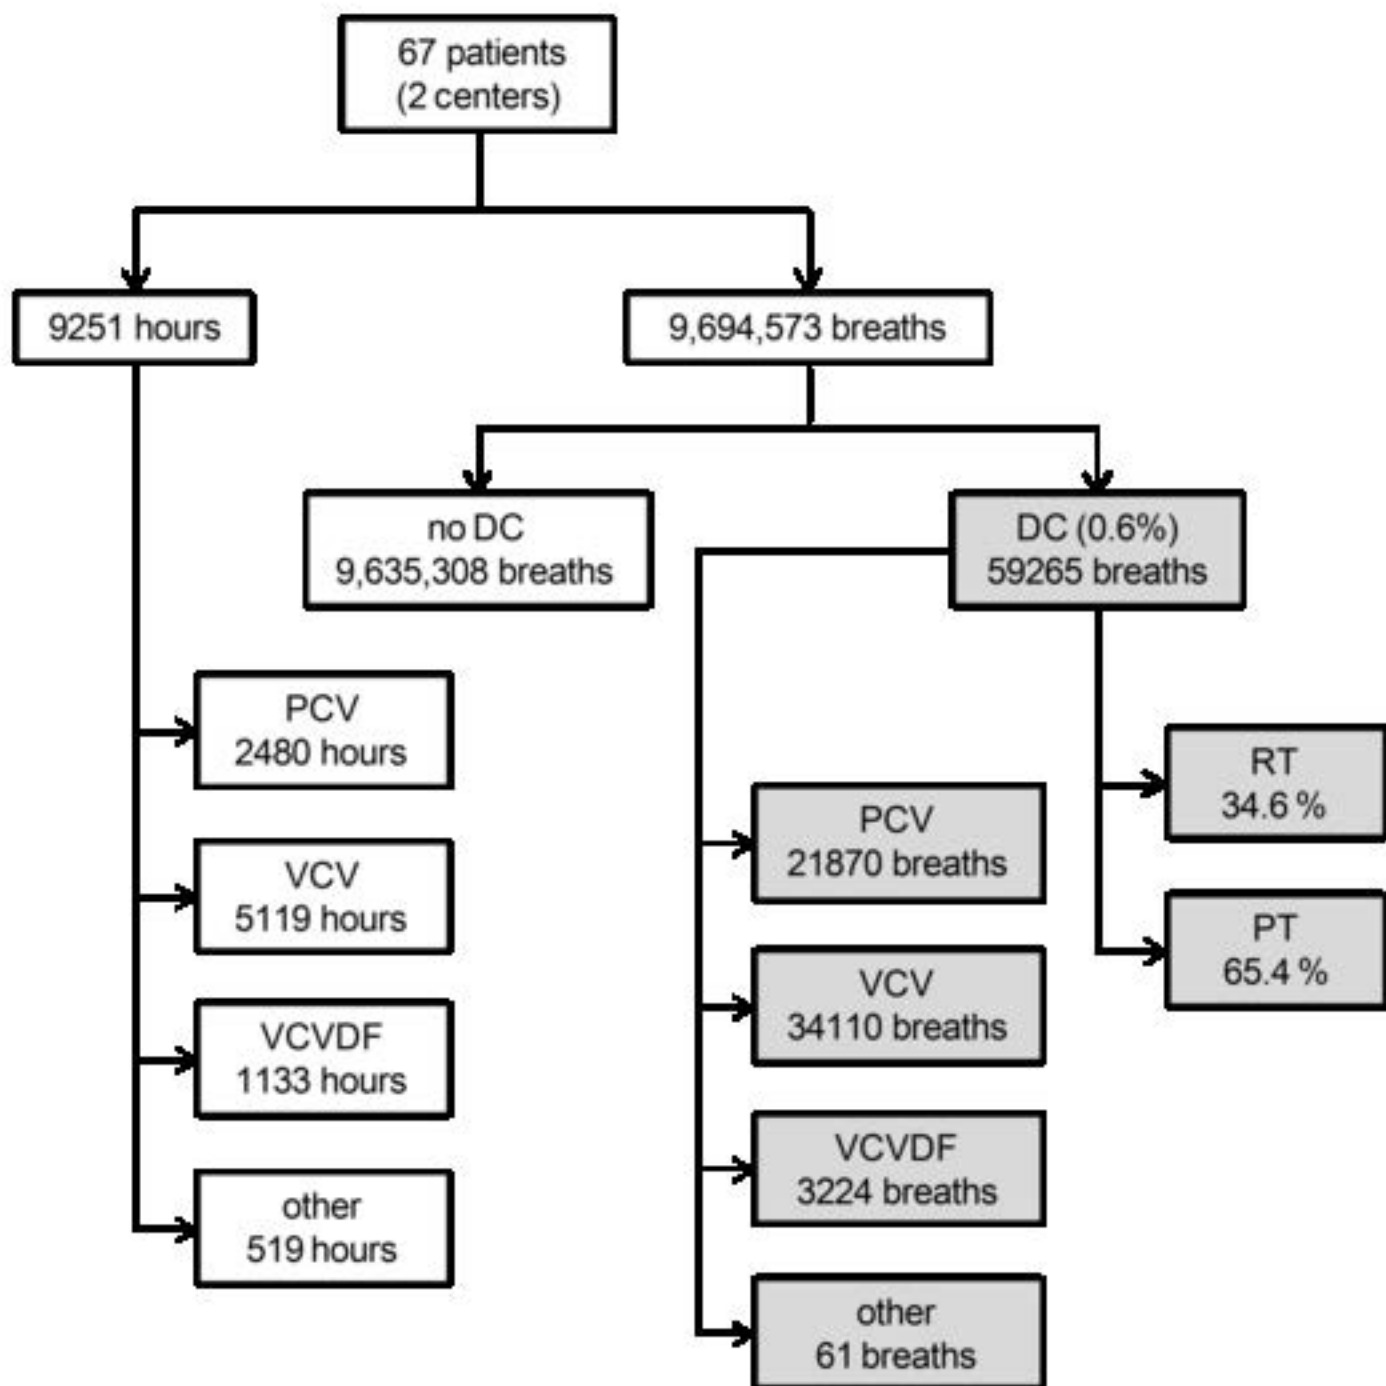 67 patients
(2 centers)
9251 hours
9,694,573 breaths
no DC
9,635,308 breaths
DC (0.6%)
59265 breaths
PCV
2480 hours
VCV
5119 hours
VCVDF
1133 hours
other
519 hours
PCV
21870 breaths
VCV
34110 breaths
VCVDF
3224 breaths
other
61 breaths
RT
34.6 %
PT
65.4 %